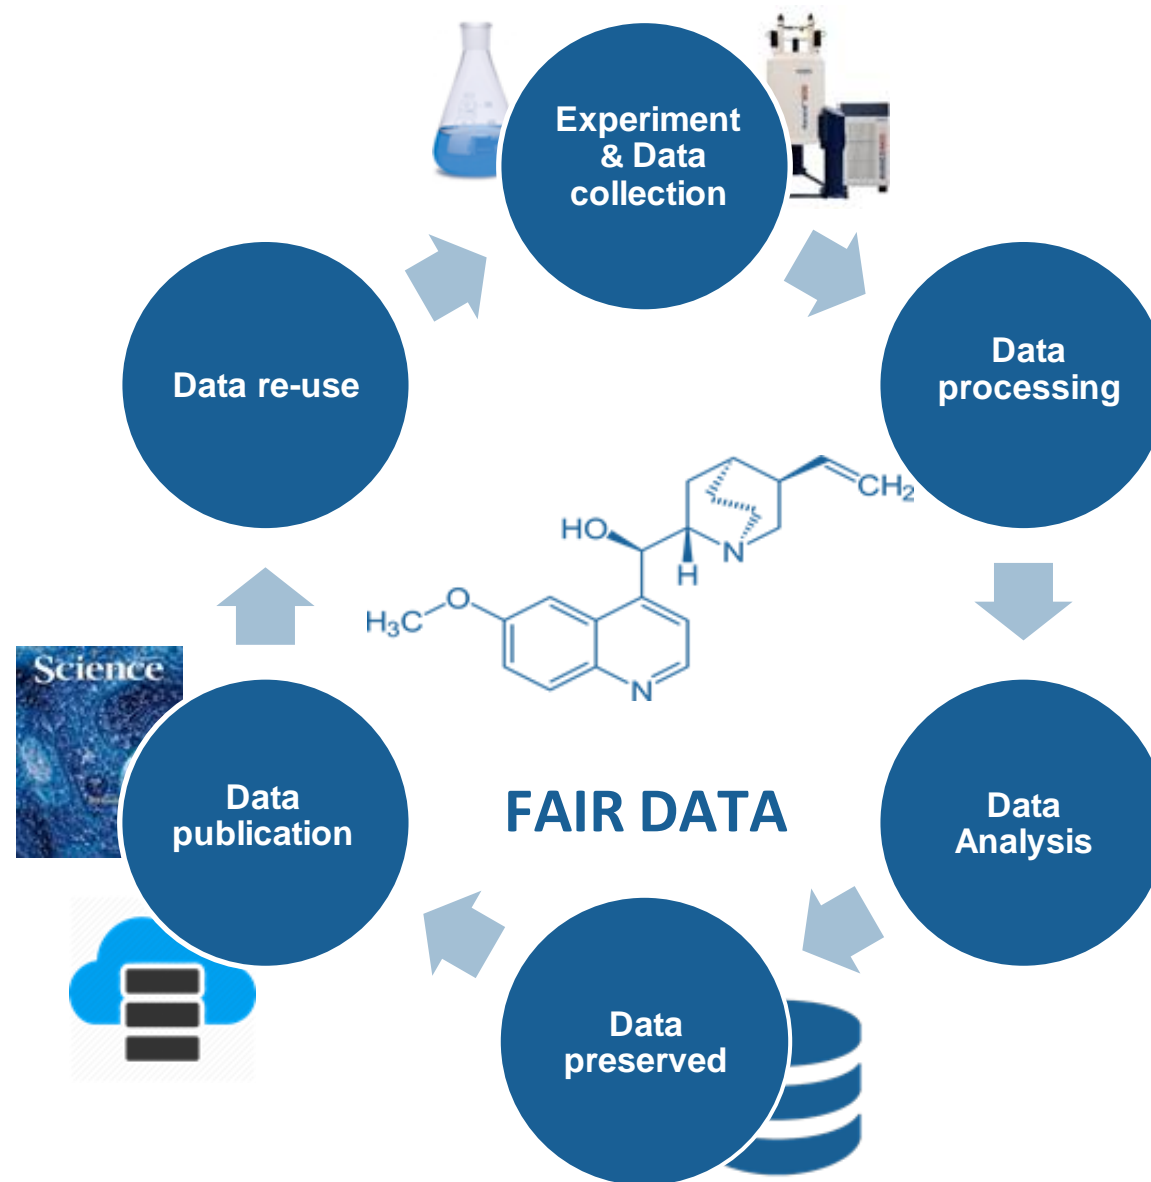 Experiment
& Data
collection
Data
processing
Data
Analysis
Data
preserved
Data
publication
Data re-use
Science
HO
H
N
CH2
O
H3C
N
FAIR DATA